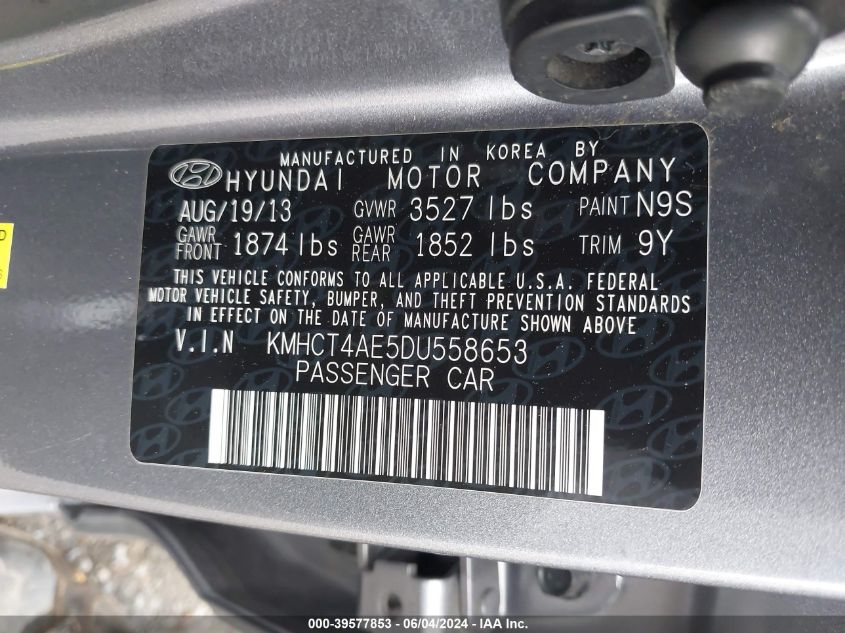 MANUFACTURED IN KOREA BY
HYUNDAI MOTOR COMPANY
AUG/19/13 GVWR 3527 lbs PAINT N9S
GAWR FRONT 1874 lbs GAWR REAR 1852 lbs TRIM 9Y
THIS VEHICLE CONFORMS TO ALL APPLICABLE U.S.A. FEDERAL
MOTOR VEHICLE SAFETY, BUMPER, AND THEFT PREVENTION STANDARDS
IN EFFECT ON THE DATE OF MANUFACTURE SHOWN ABOVE
V.I.N KMHCT4AE5DU558653
PASSENGER CAR
000-39577853 - 06/04/2024 - IAAI.com